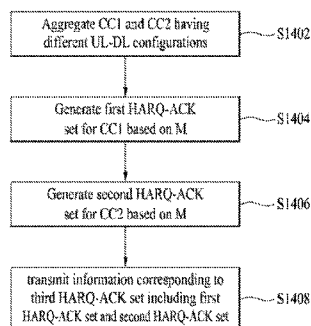 Aggregate CC1 and CC2 having
different UL-DL configurations
S1402
Generate first HARQ-ACK
set for CC1 based on M
S1404
Generate second HARQ-ACK
set for CC2 based on M
S1406
transmit information corresponding to
third HARQ-ACK set including first
HARQ-ACK set and second HARQ-ACK set
S1408